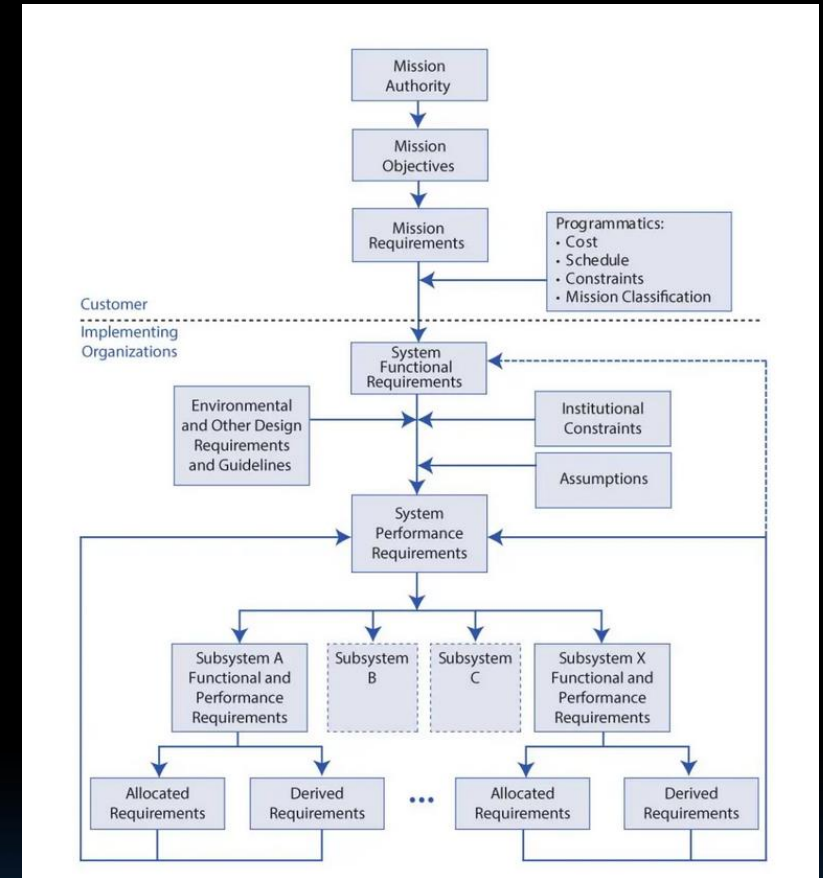 Mission
Authority
Mission
Objectives
Mission
Requirements
Programmatics:
• Cost
• Schedule
• Constraints
• Mission Classification
Customer
Implementing
Organizations
System
Functional
Requirements
Environmental
and Other Design
Requirements
and Guidelines
Institutional
Constraints
Assumptions
System
Performance
Requirements
Subsystem A
Functional and
Performance
Requirements
Subsystem
B
Subsystem
C
Subsystem X
Functional and
Performance
Requirements
Allocated
Requirements
Derived
Requirements
•••
Allocated
Requirements
Derived
Requirements